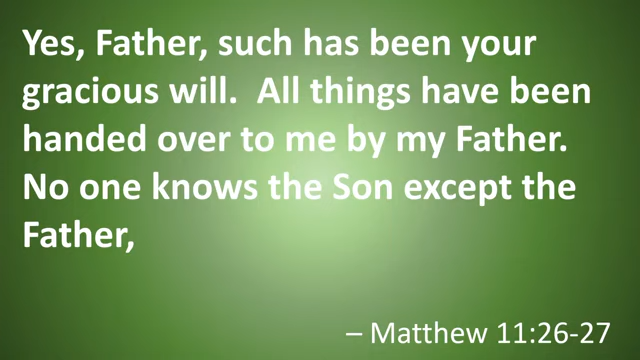 Yes, Father, such has been your
gracious will.  All things have been
handed over to me by my Father.
No one knows the Son except the
Father,
– Matthew 11:26-27